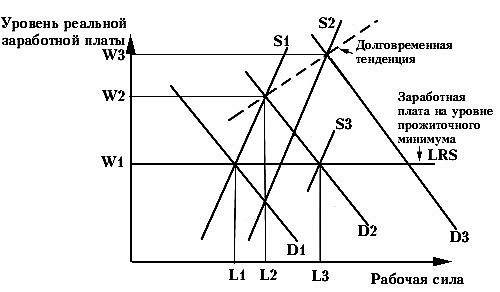 Уровень реальной
заработной платы
S1
S2
W3
Долговременная
тенденция
W2
Заработная
плата на уровне
прожиточного
минимума
S3
LRS
W1
D1
D2
D3
L1
L2
L3
Рабочая сила